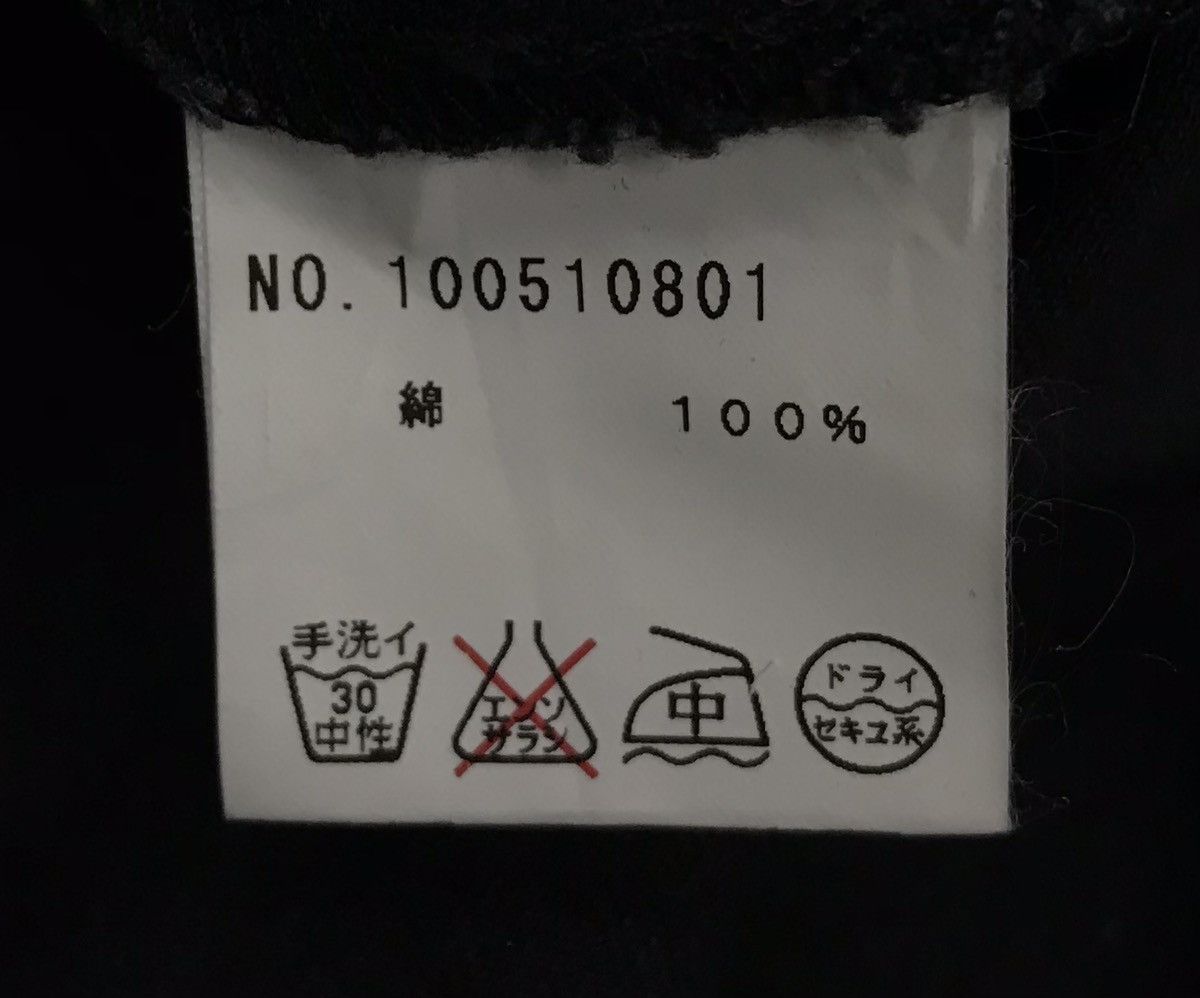 NO.100510801
綿 100%
手洗イ
30
中性
エンソ
サラシ
中
ドライ
セキユ系